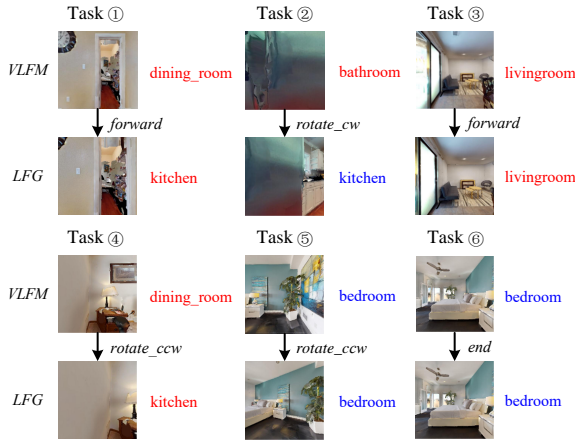 Task ① Task ② Task ③
VLFM dining_room bathroom livingroom
forward rotate_cw forward
LFG kitchen kitchen livingroom
Task ④ Task ⑤ Task ⑥
VLFM dining_room bedroom bedroom
rotate_ccw rotate_ccw end
LFG kitchen bedroom bedroom